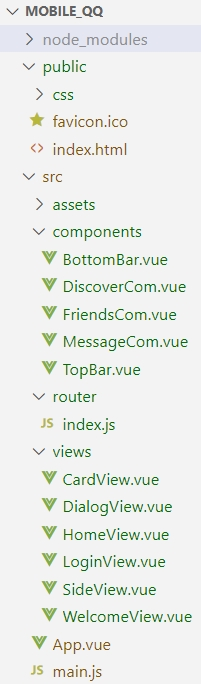 MOBILE_QQ
node_modules
public
css
favicon.ico
<> index.html
src
assets
components
BottomBar.vue
DiscoverCom.vue
FriendsCom.vue
MessageCom.vue
TopBar.vue
router
JS index.js
views
CardView.vue
DialogView.vue
HomeView.vue
LoginView.vue
SideView.vue
WelcomeView.vue
App.vue
JS main.js